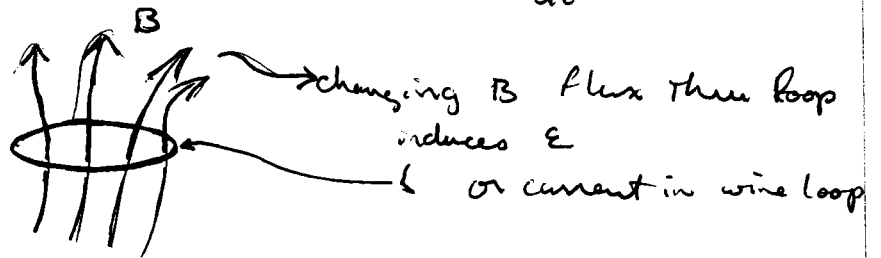 B
changing B flux thru loop
induces ε
or current in wire loop